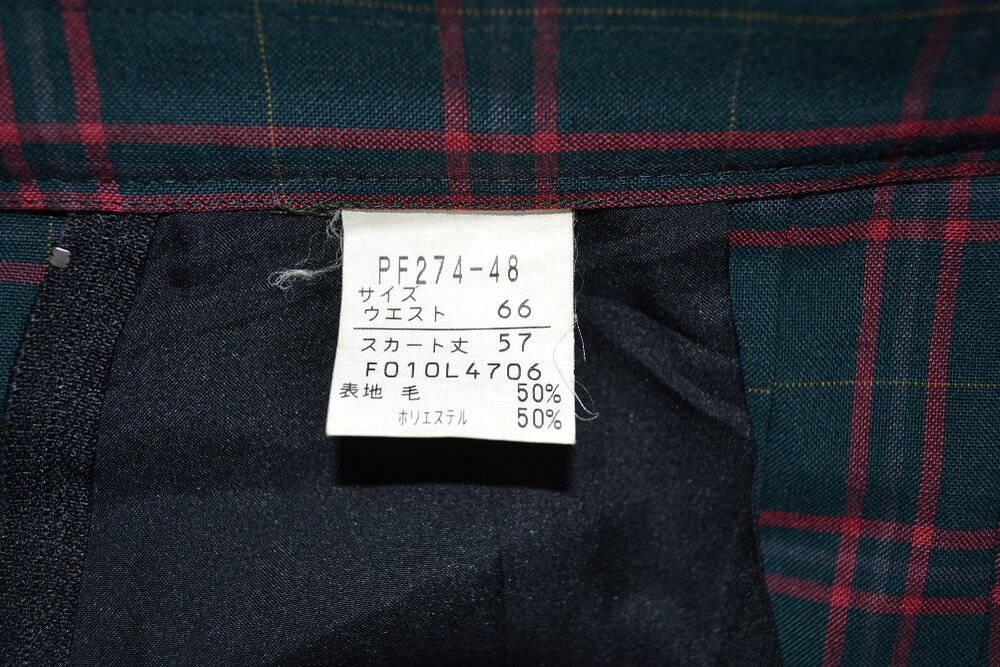 PF274-48
サイズ
ウエスト 66
スカート丈 57
F010L4706
表地 毛 50%
ポリエステル 50%